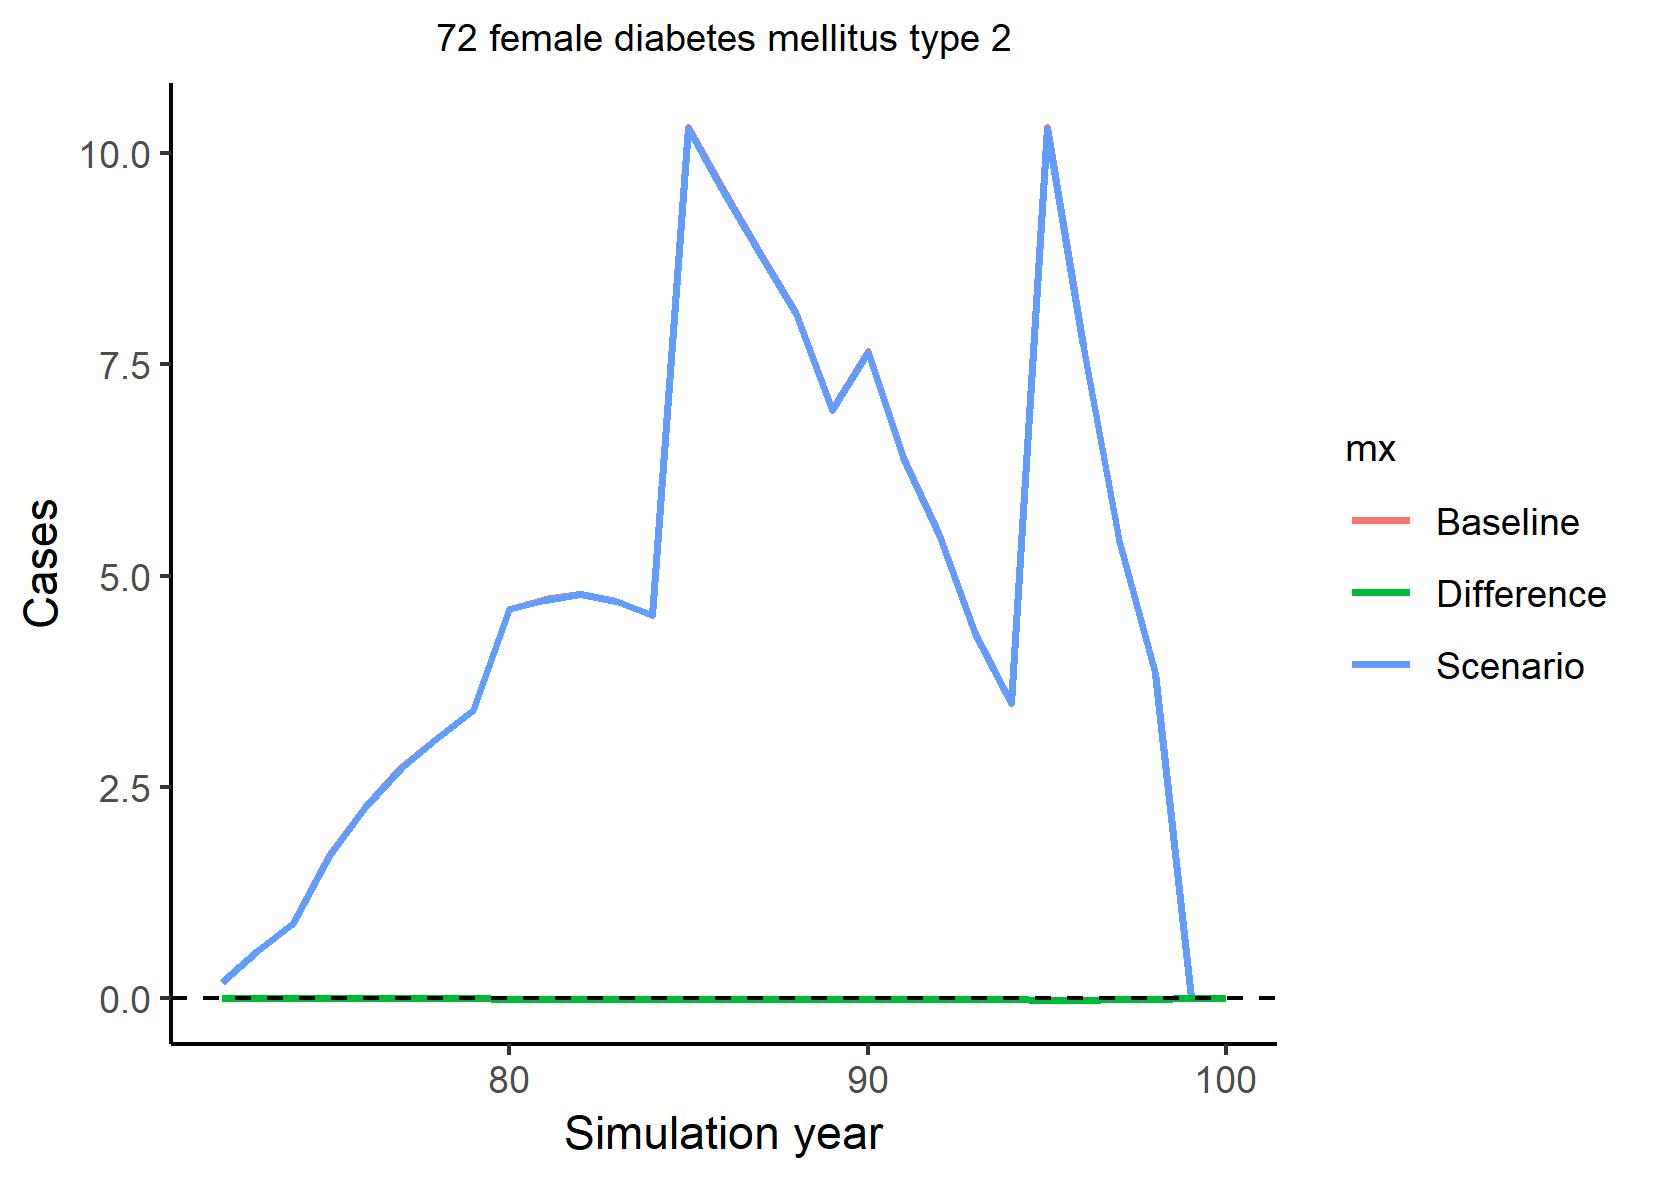 72 female diabetes mellitus type 2
Cases
10.0
7.5
5.0
2.5
0.0
80
90
100
Simulation year
mx
Baseline
Difference
Scenario